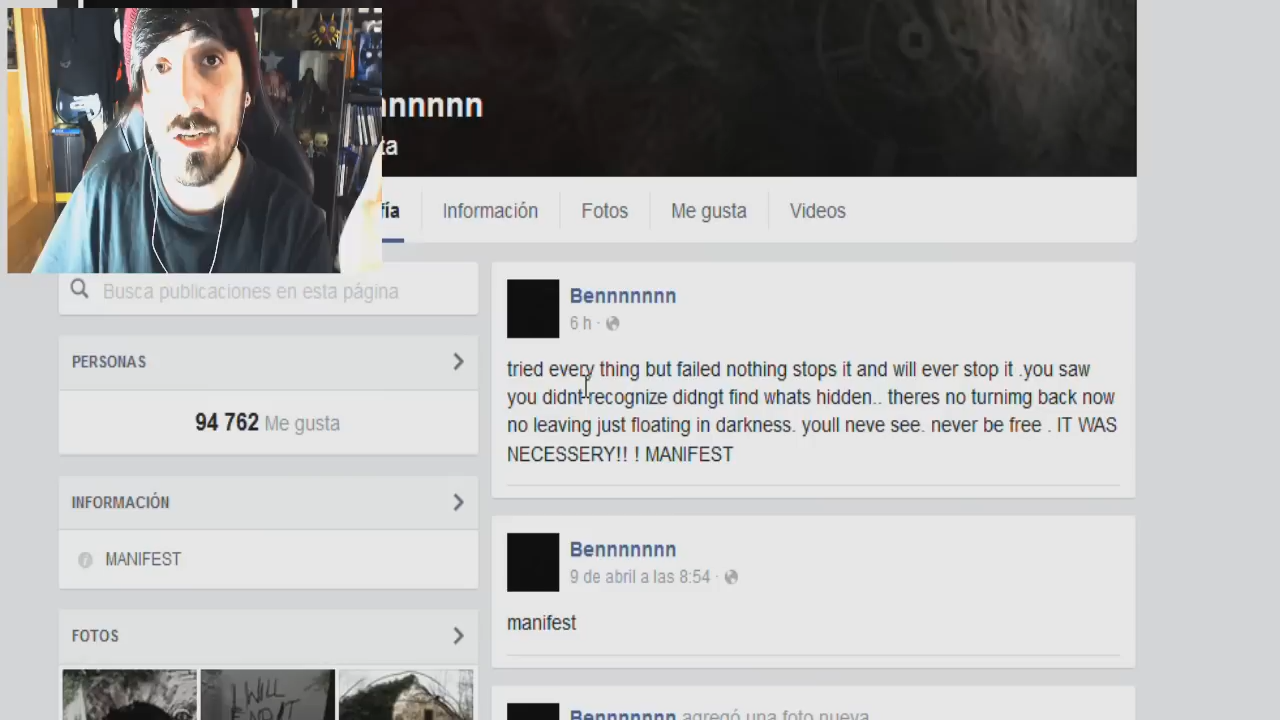 nnnnn
ta
ía
Información
Fotos
Me gusta
Videos
Busca publicaciones en esta página
PERSONAS
94 762 Me gusta
INFORMACIÓN
MANIFEST
FOTOS
I WILL
Bennnnnnn
6 h ·
tried every thing but failed nothing stops it and will ever stop it .you saw
you didnt recognize didngt find whats hidden.. theres no turnimg back now
no leaving just floating in darkness. youll neve see. never be free . IT WAS
NECESSERY!! ! MANIFEST
Bennnnnnn
9 de abril a las 8:54 ·
manifest
Bennnnnnn agregó una foto nueva